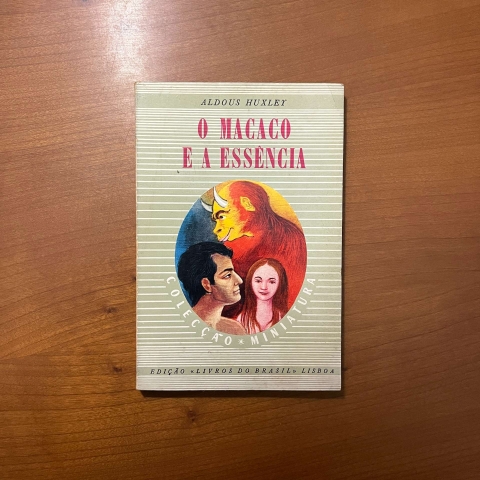 ALDOUS HUXLEY
O MACACO
E A ESSÊNCIA
COLECÇÃO * MINIATURA
EDIÇÃO «LIVROS DO BRASIL» LISBOA